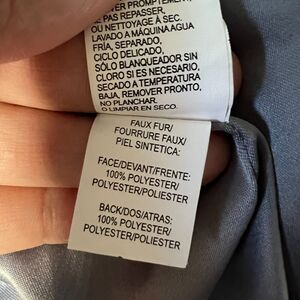 PROMPTEMENT,
PAS REPASSER,
OU NETTOYAGE À SEC.
LAVADO A MÁQUINA AGUA
FRÍA, SEPARADO,
CICLO DELICADO,
SÓLO BLANQUEADOR SIN
CLORO SI ES NECESARIO,
SECADO A TEMPERATURA
BAJA, REMOVER PRONTO,
NO PLANCHAR.
O LIMPIAR EN SECO.
FAUX FUR/
FOURRURE FAUX/
PIEL SINTETICA:
FACE/DEVANT/FRENTE:
100% POLYESTER/
POLYESTER/POLIESTER
BACK/DOS/ATRAS:
100% POLYESTER/
POLYESTER/POLIESTER